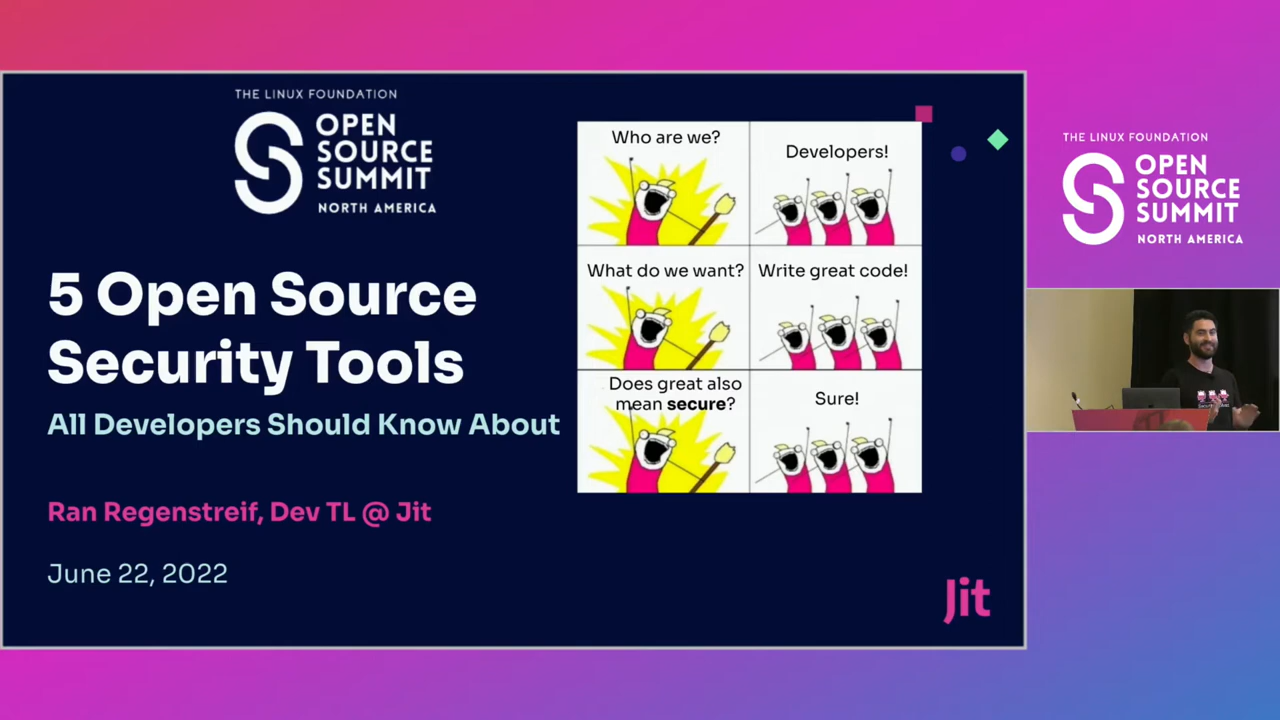 THE LINUX FOUNDATION
OPEN
SOURCE
SUMMIT
NORTH AMERICA
5 Open Source
Security Tools
All Developers Should Know About
Ran Regenstreif, Dev TL @ Jit
June 22, 2022
Who are we?
Developers!
What do we want?
Write great code!
Does great also
mean secure?
Sure!
Jit
THE LINUX FOUNDATION
OPEN
SOURCE
SUMMIT
NORTH AMERICA